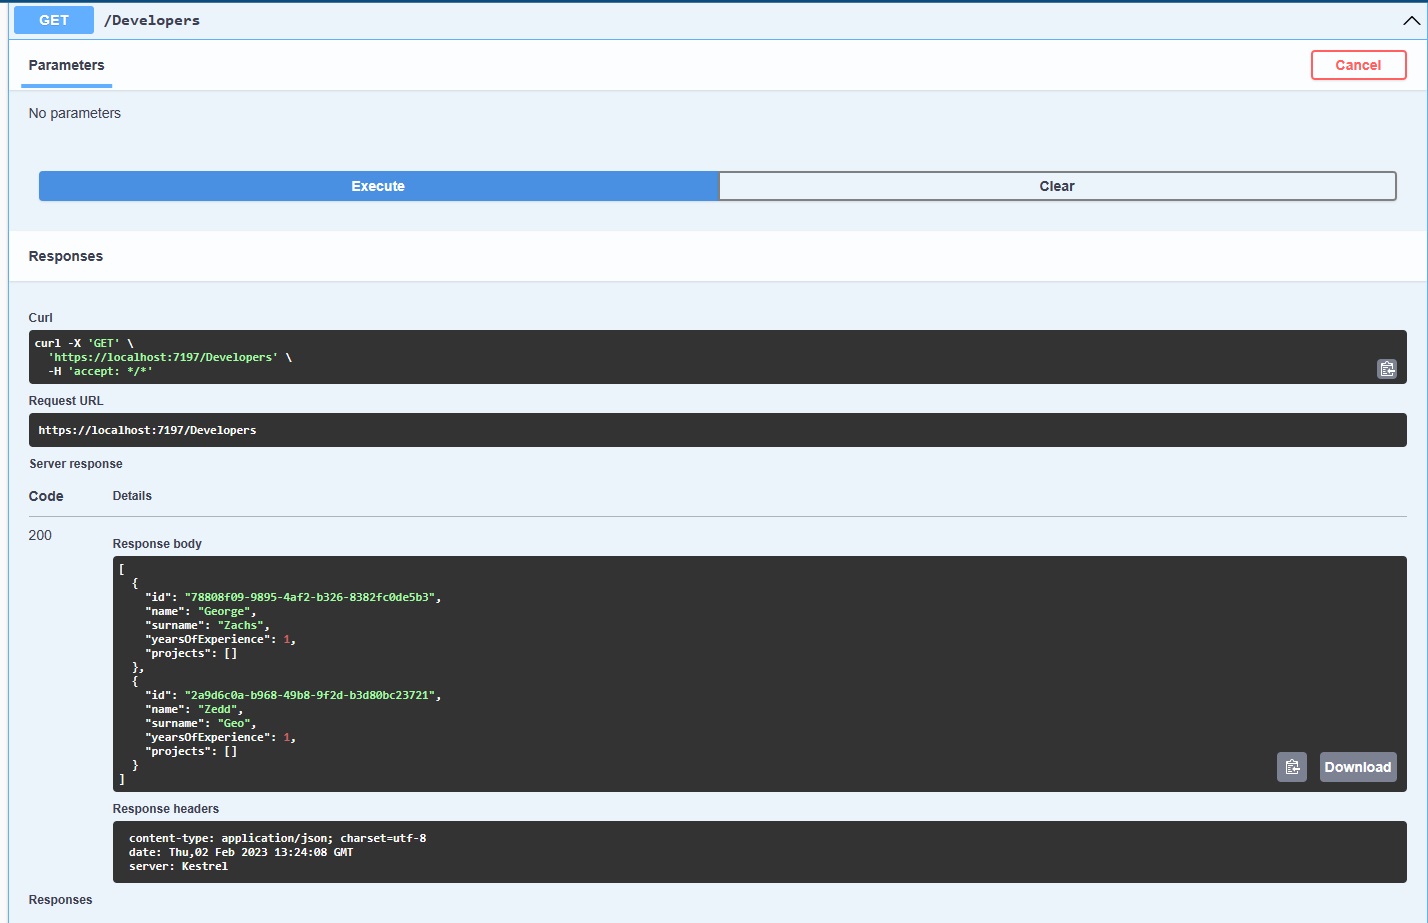 GET /Developers
Parameters
Cancel
No parameters
Execute
Clear
Responses
Curl
curl -X 'GET' \
  'https://localhost:7197/Developers' \
  -H 'accept: */*'
Request URL
https://localhost:7197/Developers
Server response
Code Details
200
Response body
[
  {
    "id": "78808f09-9895-4af2-b326-8382fc0de5b3",
    "name": "George",
    "surname": "Zachs",
    "yearsOfExperience": 1,
    "projects": []
  },
  {
    "id": "2a9d6c0a-b968-49b8-9f2d-b3d80bc23721",
    "name": "Zedd",
    "surname": "Geo",
    "yearsOfExperience": 1,
    "projects": []
  }
]
Download
Response headers
content-type: application/json; charset=utf-8
date: Thu,02 Feb 2023 13:24:08 GMT
server: Kestrel
Responses